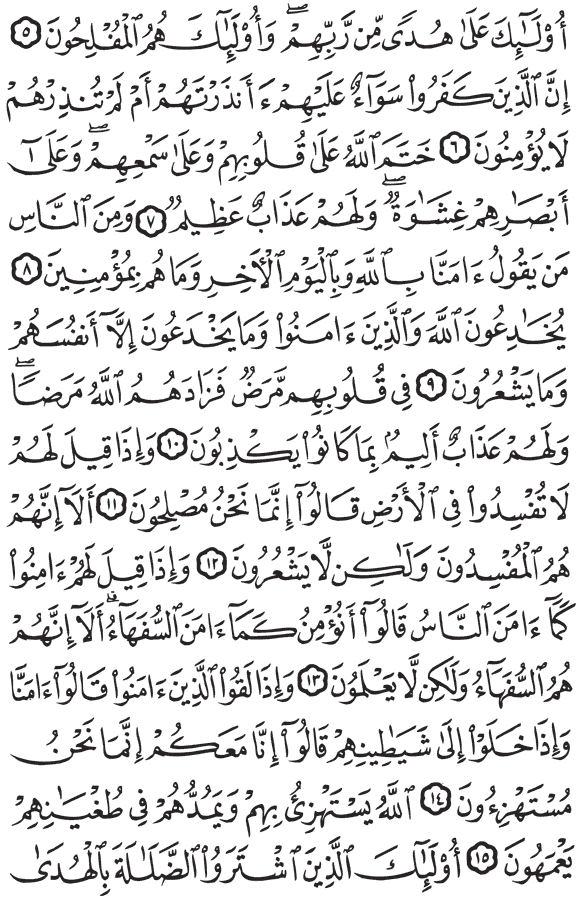 أُوْلَـٰٓئِكَ عَلَىٰ هُدًى مِّن رَّبِّهِمْۖ وَأُوْلَـٰٓئِكَ هُمُ ٱلْمُفْلِحُونَ ٥
إِنَّ ٱلَّذِينَ كَفَرُوا۟ سَوَآءٌ عَلَيْهِمْ ءَأَنذَرْتَهُمْ أَمْ لَمْ تُنذِرْهُمْ
لَا يُؤْمِنُونَ ٦ خَتَمَ ٱللَّهُ عَلَىٰ قُلُوبِهِمْ وَعَلَىٰ سَمْعِهِمْۖ وَعَلَىٰٓ
أَبْصَـٰرِهِمْ غِشَـٰوَةٌۖ وَلَهُمْ عَذَابٌ عَظِيمٌ ٧ وَمِنَ ٱلنَّاسِ
مَن يَقُولُ ءَامَنَّا بِٱللَّهِ وَبِٱلْيَوْمِ ٱلْأَخِرِ وَمَا هُم بِمُؤْمِنِينَ ٨
يُخَـٰدِعُونَ ٱللَّهَ وَٱلَّذِينَ ءَامَنُوا۟ وَمَا يَخْدَعُونَ إِلَّآ أَنفُسَهُمْ
وَمَا يَشْعُرُونَ ٩ فِى قُلُوبِهِم مَّرَضٌ فَزَادَهُمُ ٱللَّهُ مَرَضًاۖ
وَلَهُمْ عَذَابٌ أَلِيمٌۢ بِمَا كَانُوا۟ يَكْذِبُونَ ١٠ وَإِذَا قِيلَ لَهُمْ
لَا تُفْسِدُوا۟ فِى ٱلْأَرْضِ قَالُوٓا۟ إِنَّمَا نَحْنُ مُصْلِحُونَ ١١ أَلَآ إِنَّهُمْ
هُمُ ٱلْمُفْسِدُونَ وَلَـٰكِن لَّا يَشْعُرُونَ ١٢ وَإِذَا قِيلَ لَهُمْ ءَامِنُوا۟
كَمَآ ءَامَنَ ٱلنَّاسُ قَالُوٓا۟ أَنُؤْمِنُ كَمَآ ءَامَنَ ٱلسُّفَهَآءُۗ أَلَآ إِنَّهُمْ
هُمُ ٱلسُّفَهَآءُ وَلَـٰكِن لَّا يَعْلَمُونَ ١٣ وَإِذَا لَقُوا۟ ٱلَّذِينَ ءَامَنُوا۟ قَالُوٓا۟ ءَامَنَّا
وَإِذَا خَلَوْا۟ إِلَىٰ شَيَـٰطِينِهِمْ قَالُوٓا۟ إِنَّا مَعَكُمْ إِنَّمَا نَحْنُ
مُسْتَهْزِءُونَ ١٤ ٱللَّهُ يَسْتَهْزِئُ بِهِمْ وَيَمُدُّهُمْ فِى طُغْيَـٰنِهِمْ
يَعْمَهُونَ ١٥ أُوْلَـٰٓئِكَ ٱلَّذِينَ ٱشْتَرَوُا۟ ٱلضَّلَـٰلَةَ بِٱلْهُدَىٰ